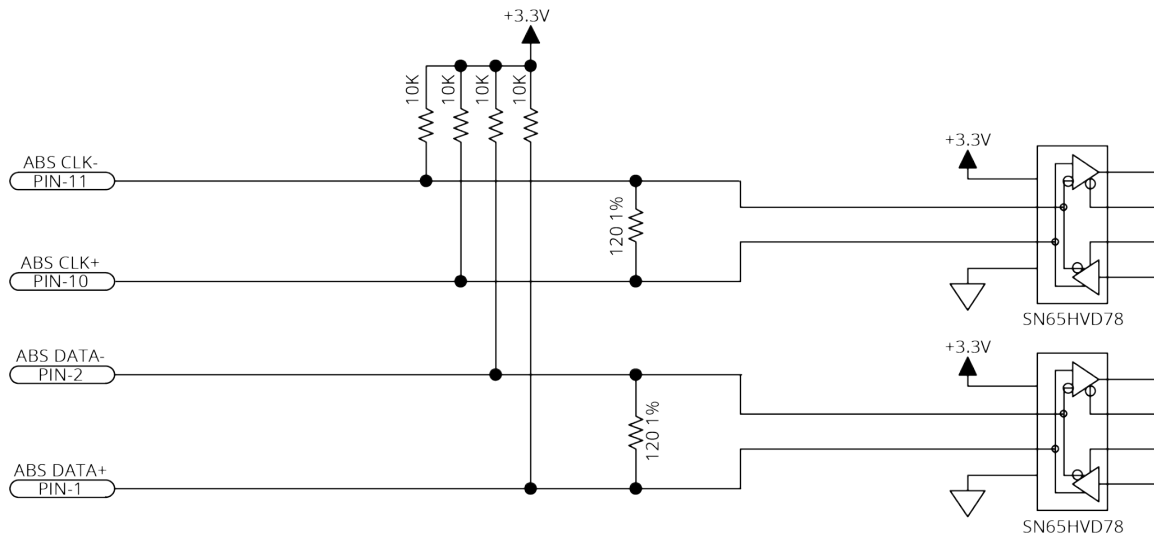 +3.3V
10K
10K
10K
10K
+3.3V
ABS CLK-
PIN-11
120 1%
ABS CLK+
PIN-10
SN65HVD78
+3.3V
ABS DATA-
PIN-2
120 1%
ABS DATA+
PIN-1
SN65HVD78